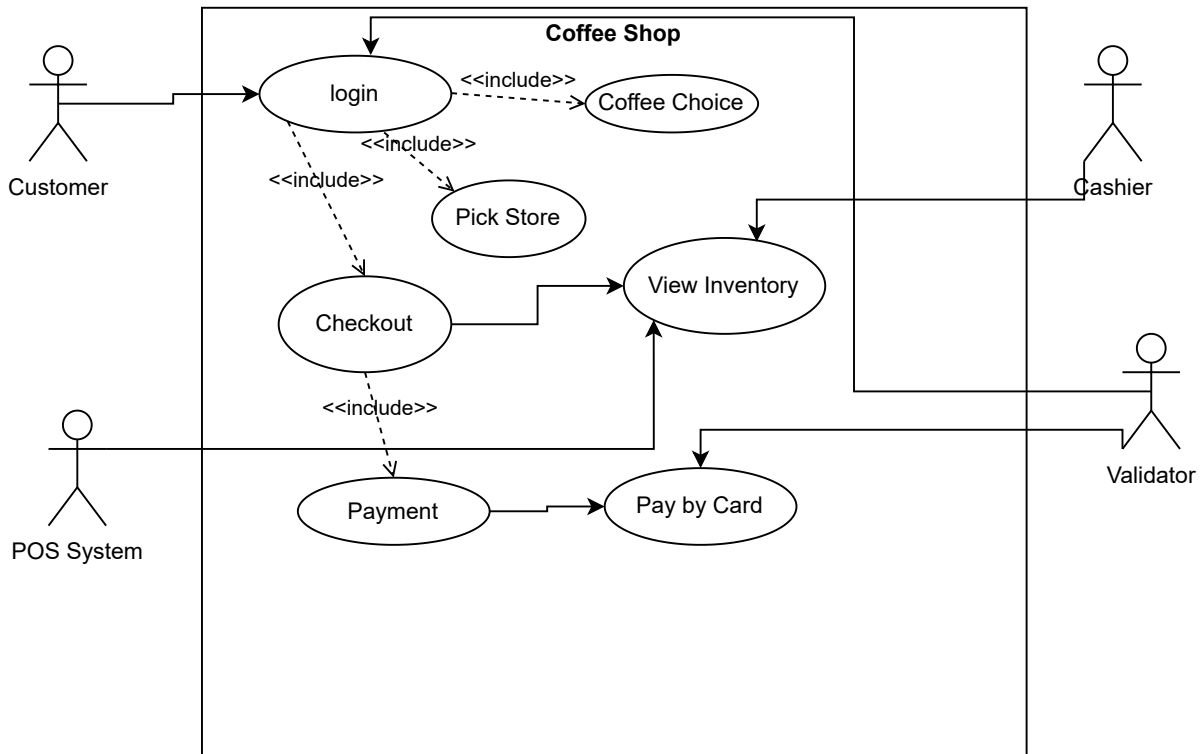 Coffee Shop
login
<<include>>
Coffee Choice
<<include>>
<<include>>
Customer
Cashier
Pick Store
View Inventory
Checkout
<<include>>
Validator
Payment
Pay by Card
POS System